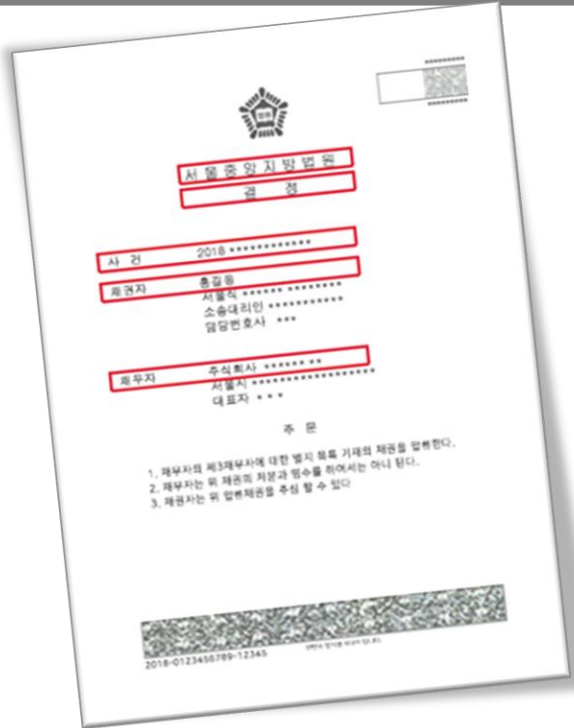 서울중앙지방법원
결 정
사 건 2018 ************
채권자 홍길동
서울식 ****** ********
소송대리인 ***********
담당변호사 ***
채무자 주식회사 ****** **
서울시 ******************
대표자 * * *
주 문
1. 채무자의 제3채무자에 대한 별지 목록 기재의 채권을 압류한다.
2. 채무자는 위 채권의 처분과 영수를 하여서는 아니 된다.
3. 채권자는 위 압류채권을 추심 할 수 있다
2018-0123456789-12345